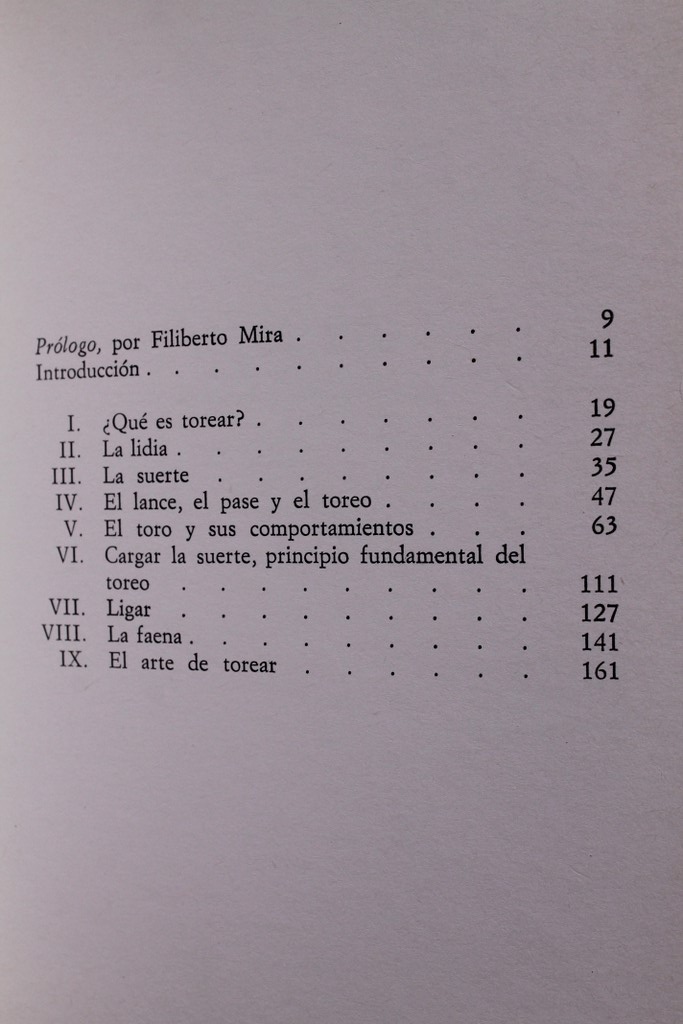 Prólogo, por Filiberto Mira . . . . . . 9
Introducción . . . . . . . . . . 11
I. ¿Qué es torear? . . . . . . . 19
II. La lidia . . . . . . . . . 27
III. La suerte . . . . . . . . 35
IV. El lance, el pase y el toreo . . . . 47
V. El toro y sus comportamientos . . . 63
VI. Cargar la suerte, principio fundamental del
toreo . . . . . . . . . 111
VII. Ligar . . . . . . . . . 127
VIII. La faena . . . . . . . . . 141
IX. El arte de torear . . . . . . 161